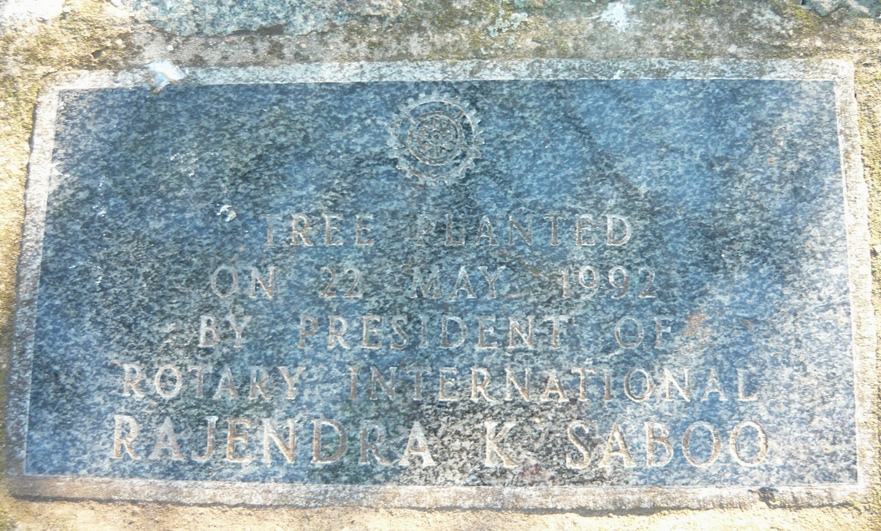 TREE PLANTED
ON 22 MAY 1992
BY PRESIDENT OF
ROTARY INTERNATIONAL
RAJENDRA K SABOO